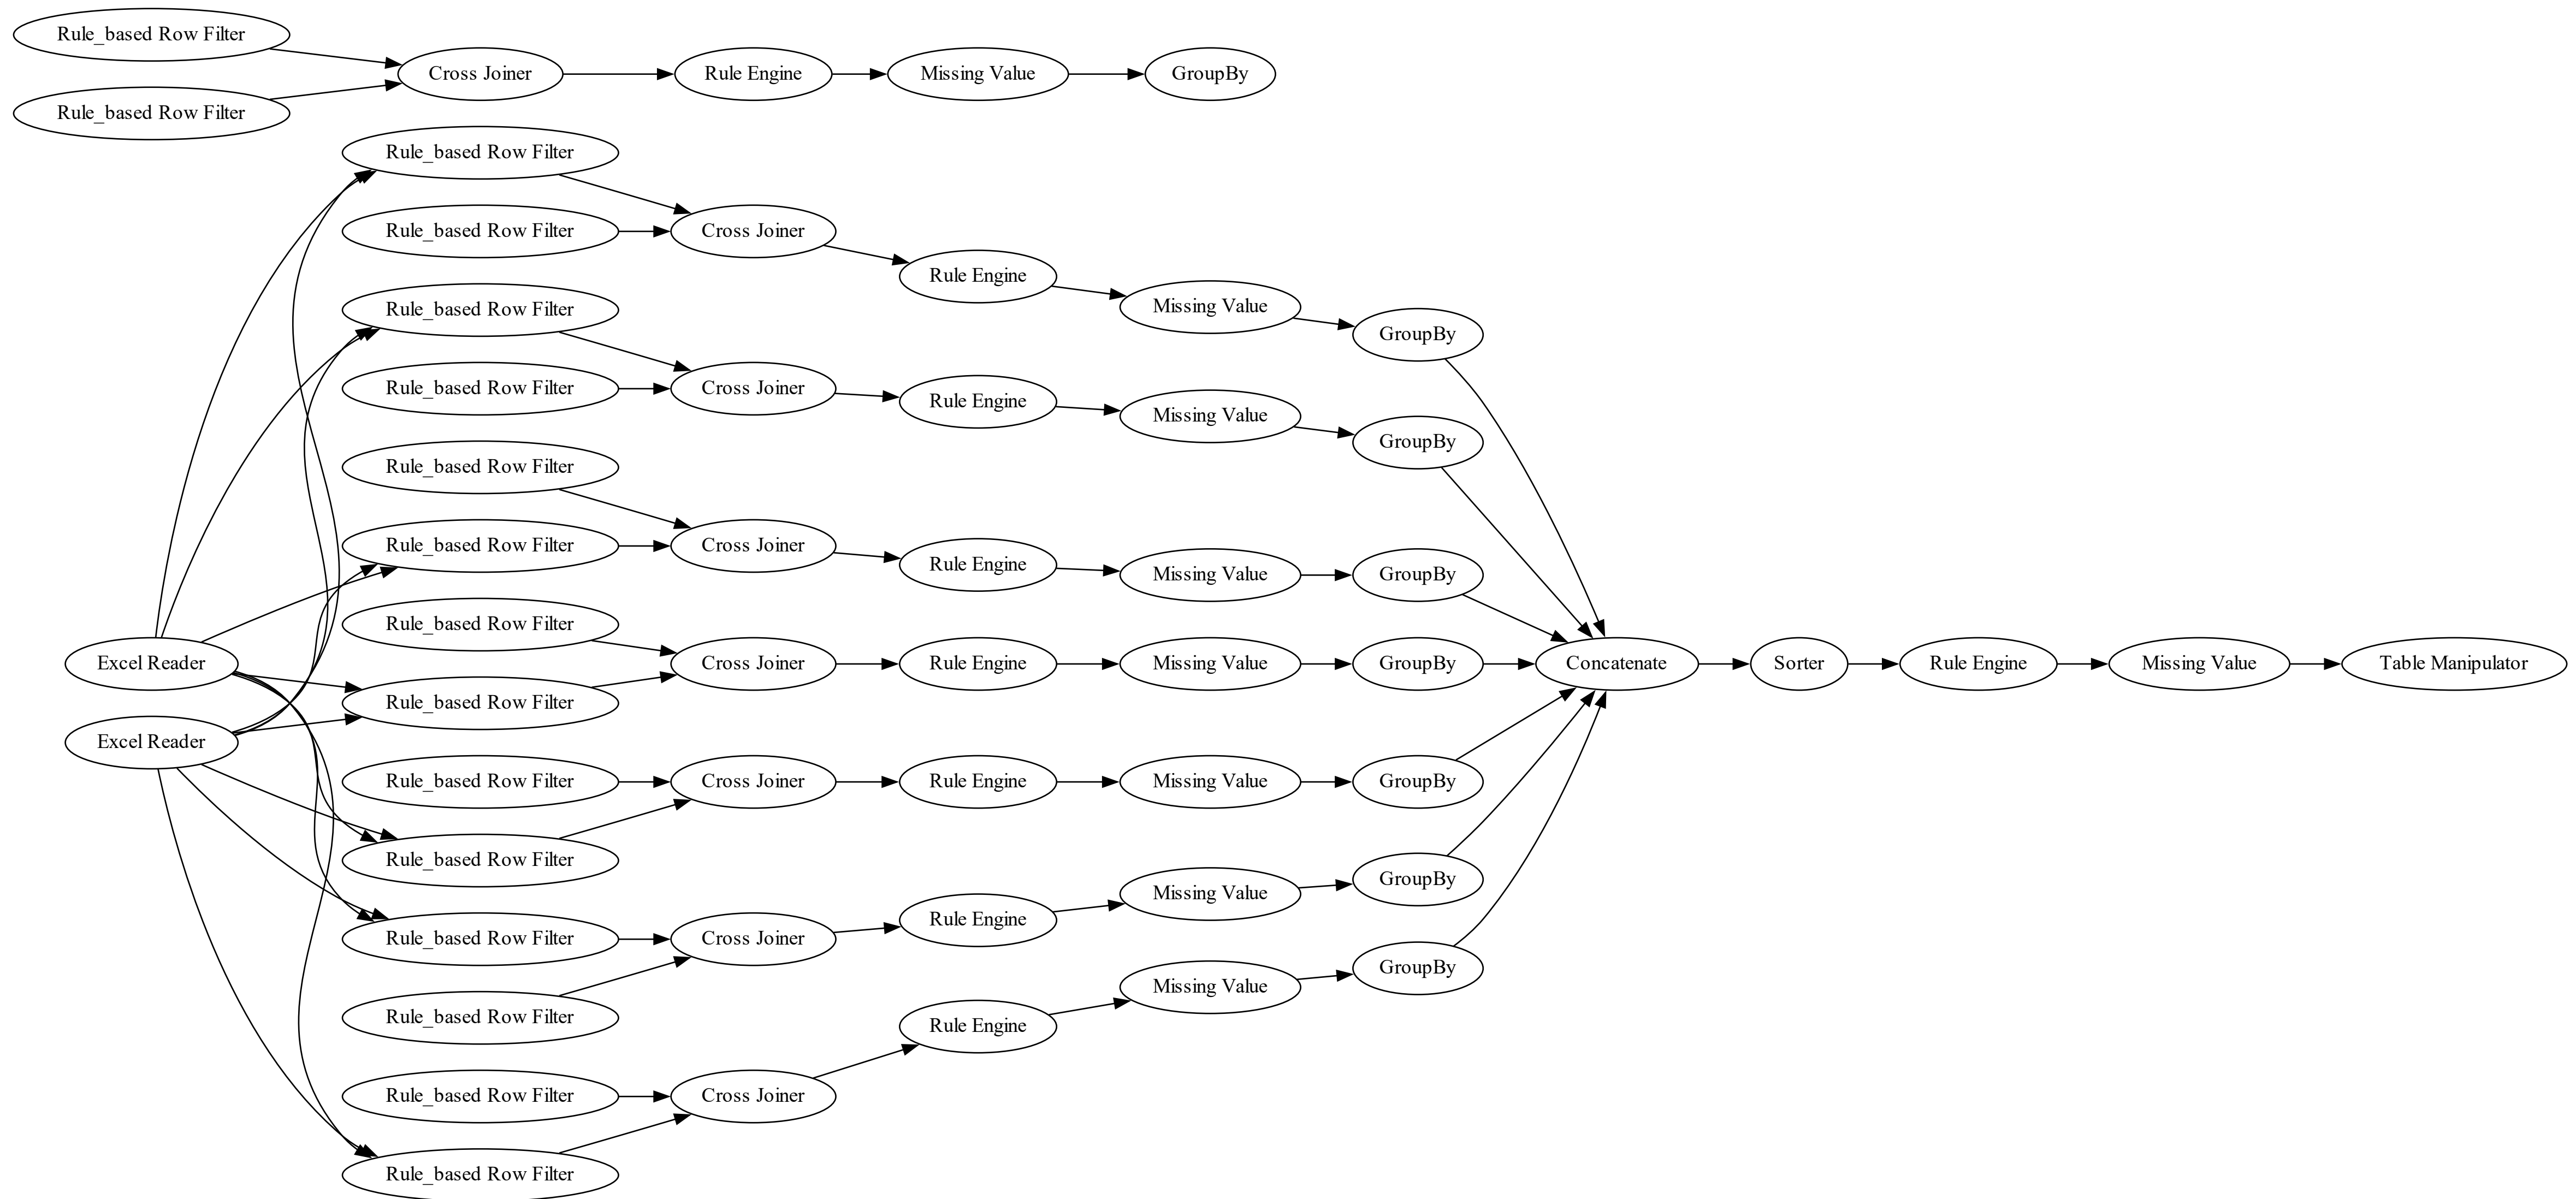 Rule_based Row Filter
Cross Joiner
Rule Engine
Missing Value
GroupBy
Rule_based Row Filter
Rule_based Row Filter
Rule_based Row Filter
Cross Joiner
Rule Engine
Missing Value
GroupBy
Rule_based Row Filter
Rule_based Row Filter
Cross Joiner
Rule Engine
Missing Value
GroupBy
Rule_based Row Filter
Rule_based Row Filter
Cross Joiner
Rule Engine
Missing Value
GroupBy
Rule_based Row Filter
Excel Reader
Cross Joiner
Rule Engine
Missing Value
GroupBy
Concatenate
Sorter
Rule Engine
Missing Value
Table Manipulator
Rule_based Row Filter
Excel Reader
Rule_based Row Filter
Cross Joiner
Rule Engine
Missing Value
GroupBy
Rule_based Row Filter
Rule_based Row Filter
Cross Joiner
Rule Engine
Missing Value
GroupBy
Rule_based Row Filter
Rule_based Row Filter
Cross Joiner
Rule Engine
Missing Value
GroupBy
Rule_based Row Filter